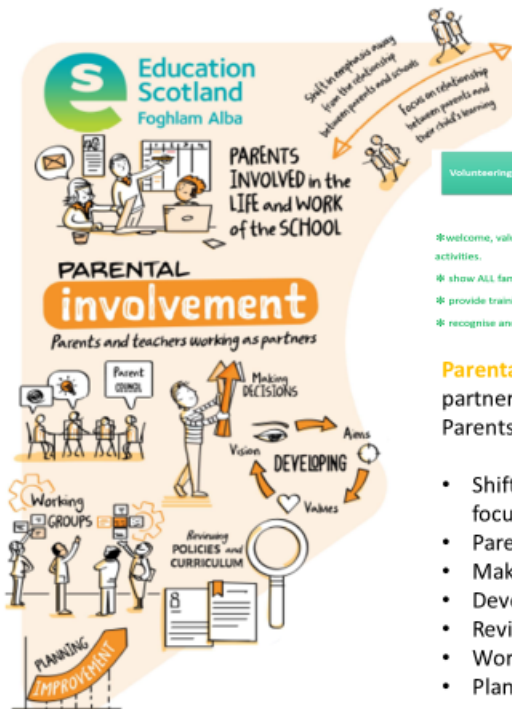 Education
Scotland
Foghlam Alba
Shift in emphasis away
from the relationship
between parents and schools
Focus on relationship
between parents and
their child's learning
FAQ
PARENTS
INVOLVED in the
LIFE and WORK
of the SCHOOL
PARENTAL
involvement
Parents and teachers working as partners
Parent
COUNCIL
Making
DECISIONS
Vision
Aims
DEVELOPING
Values
Working
GROUPS
Reviewing
POLICIES and
CURRICULUM
PLANNING
IMPROVEMENT
Volunteering
*welcome, val
activities.
* show ALL fam
* provide train
* recognise an
Parenta
partner
Parents
• Shift
focu
• Pare
• Mak
• Deve
• Revi
• Wor
• Plan